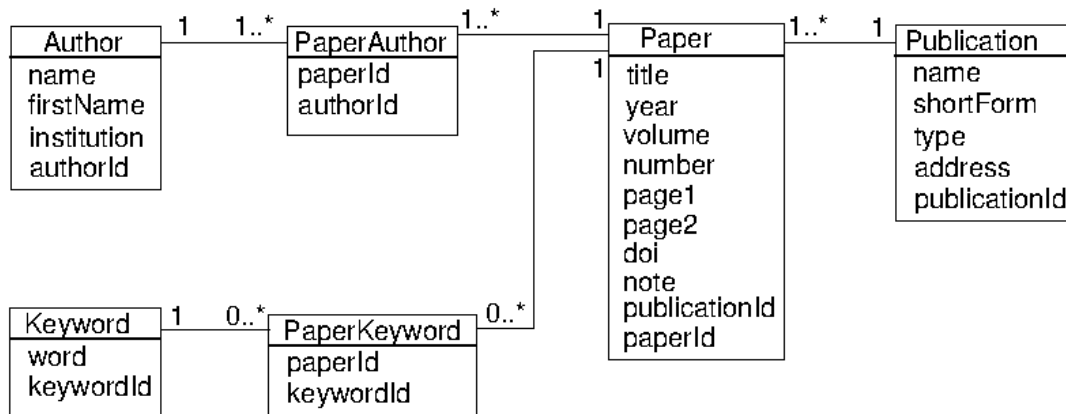 Author
name
firstName
institution
authorId
1
1..*
PaperAuthor
paperId
authorId
1..*
1
1
Paper
title
year
volume
number
page1
page2
doi
note
publicationId
paperId
1..*
1
Publication
name
shortForm
type
address
publicationId
Keyword
word
keywordId
1
0..*
PaperKeyword
paperId
keywordId
0..*